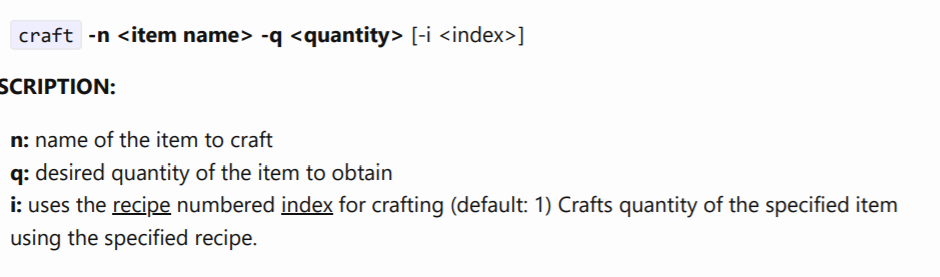 craft -n <item name> -q <quantity> [-i <index>]
SCRIPTION:
n: name of the item to craft
q: desired quantity of the item to obtain
i: uses the recipe numbered index for crafting (default: 1) Crafts quantity of the specified item
using the specified recipe.